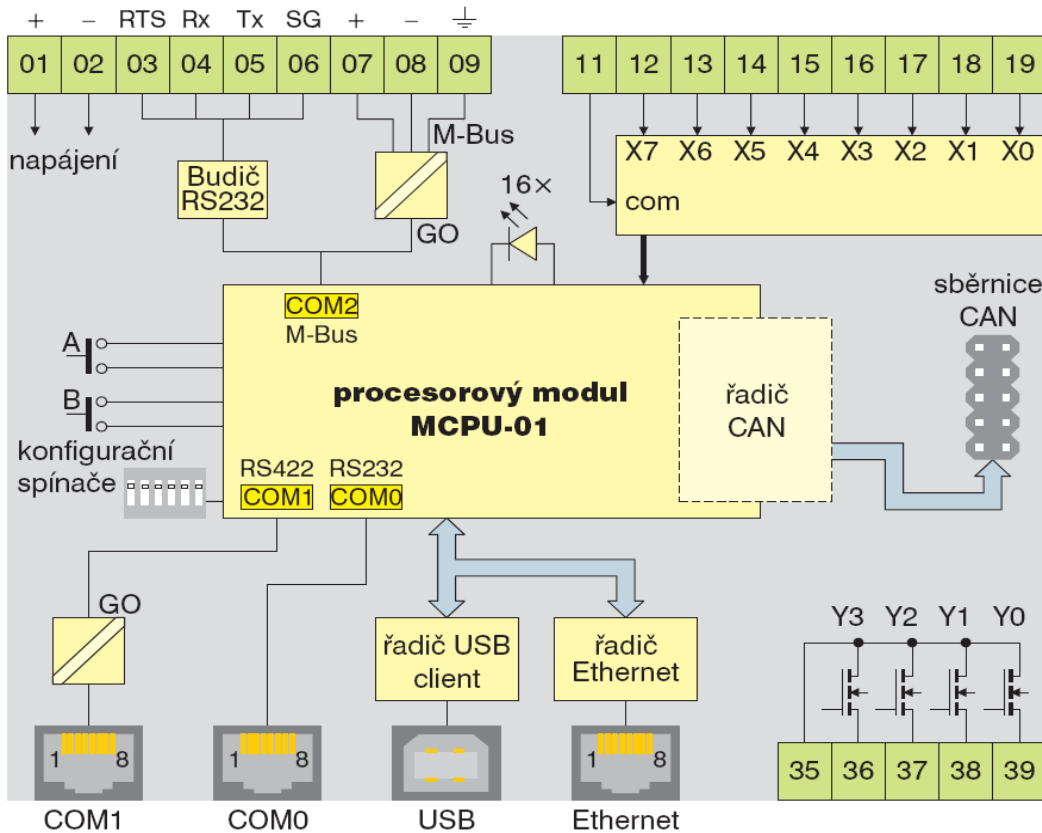 + − RTS Rx Tx SG + −
01 02 03 04 05 06 07 08 09
11 12 13 14 15 16 17 18 19
napájení
Budič
RS232
M-Bus
GO
16×
X7 X6 X5 X4 X3 X2 X1 X0
com
COM2
M-Bus
sběrnice
CAN
A
B
procesorový modul
MCPU-01
řadič
CAN
konfigurační
spínače
RS422 RS232
COM1 COM0
GO
řadič USB
client
řadič
Ethernet
Y3 Y2 Y1 Y0
35 36 37 38 39
1 8
1 8
1 8
COM1 COM0 USB Ethernet